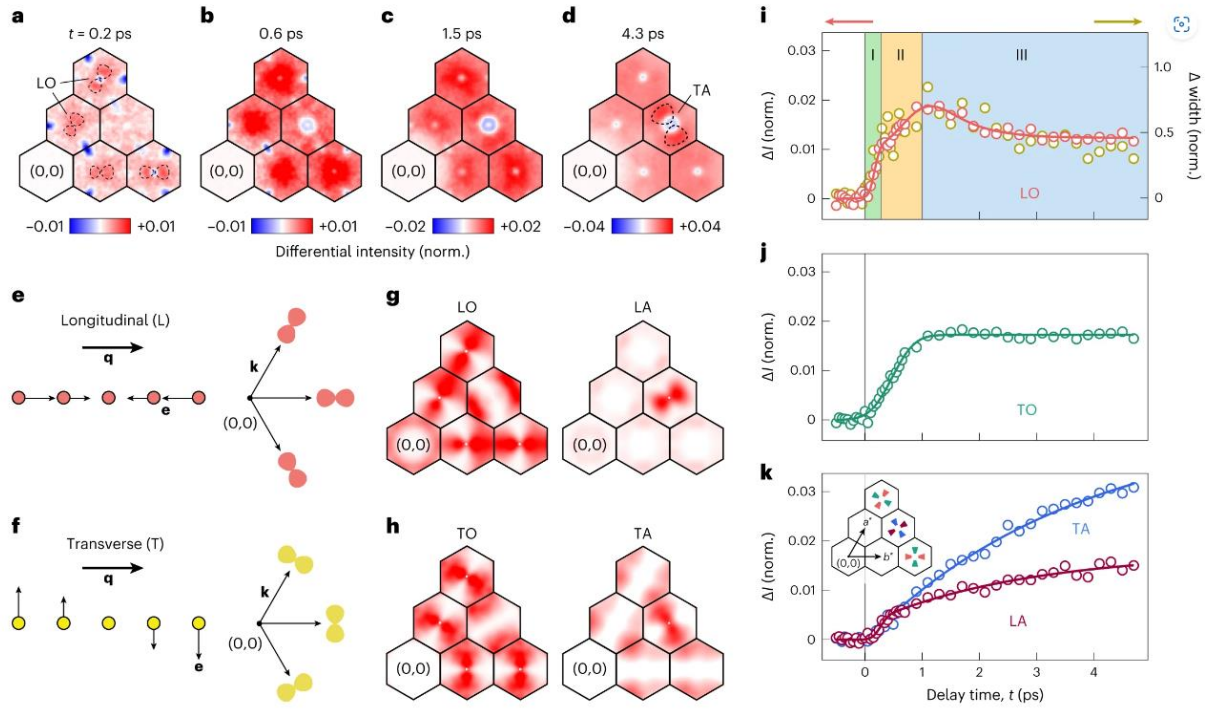 a b c d
t = 0.2 ps 0.6 ps 1.5 ps 4.3 ps
LO
TA
(0,0) (0,0) (0,0) (0,0)
−0.01 +0.01 −0.01 +0.01 −0.02 +0.02 −0.04 +0.04
Differential intensity (norm.)
e
Longitudinal (L)
q
e
k
(0,0)
f
Transverse (T)
q
e
k
(0,0)
g
LO LA
(0,0) (0,0)
h
TO TA
(0,0) (0,0)
i
I II III
0.03
0.02
0.01
0
ΔI (norm.)
1.0
0.5
0
Δ width (norm.)
LO
j
0.03
0.02
0.01
0
ΔI (norm.)
TO
k
0.03
0.02
0.01
0
ΔI (norm.)
a*
b*
(0,0)
TA
LA
0 1 2 3 4
Delay time, t (ps)